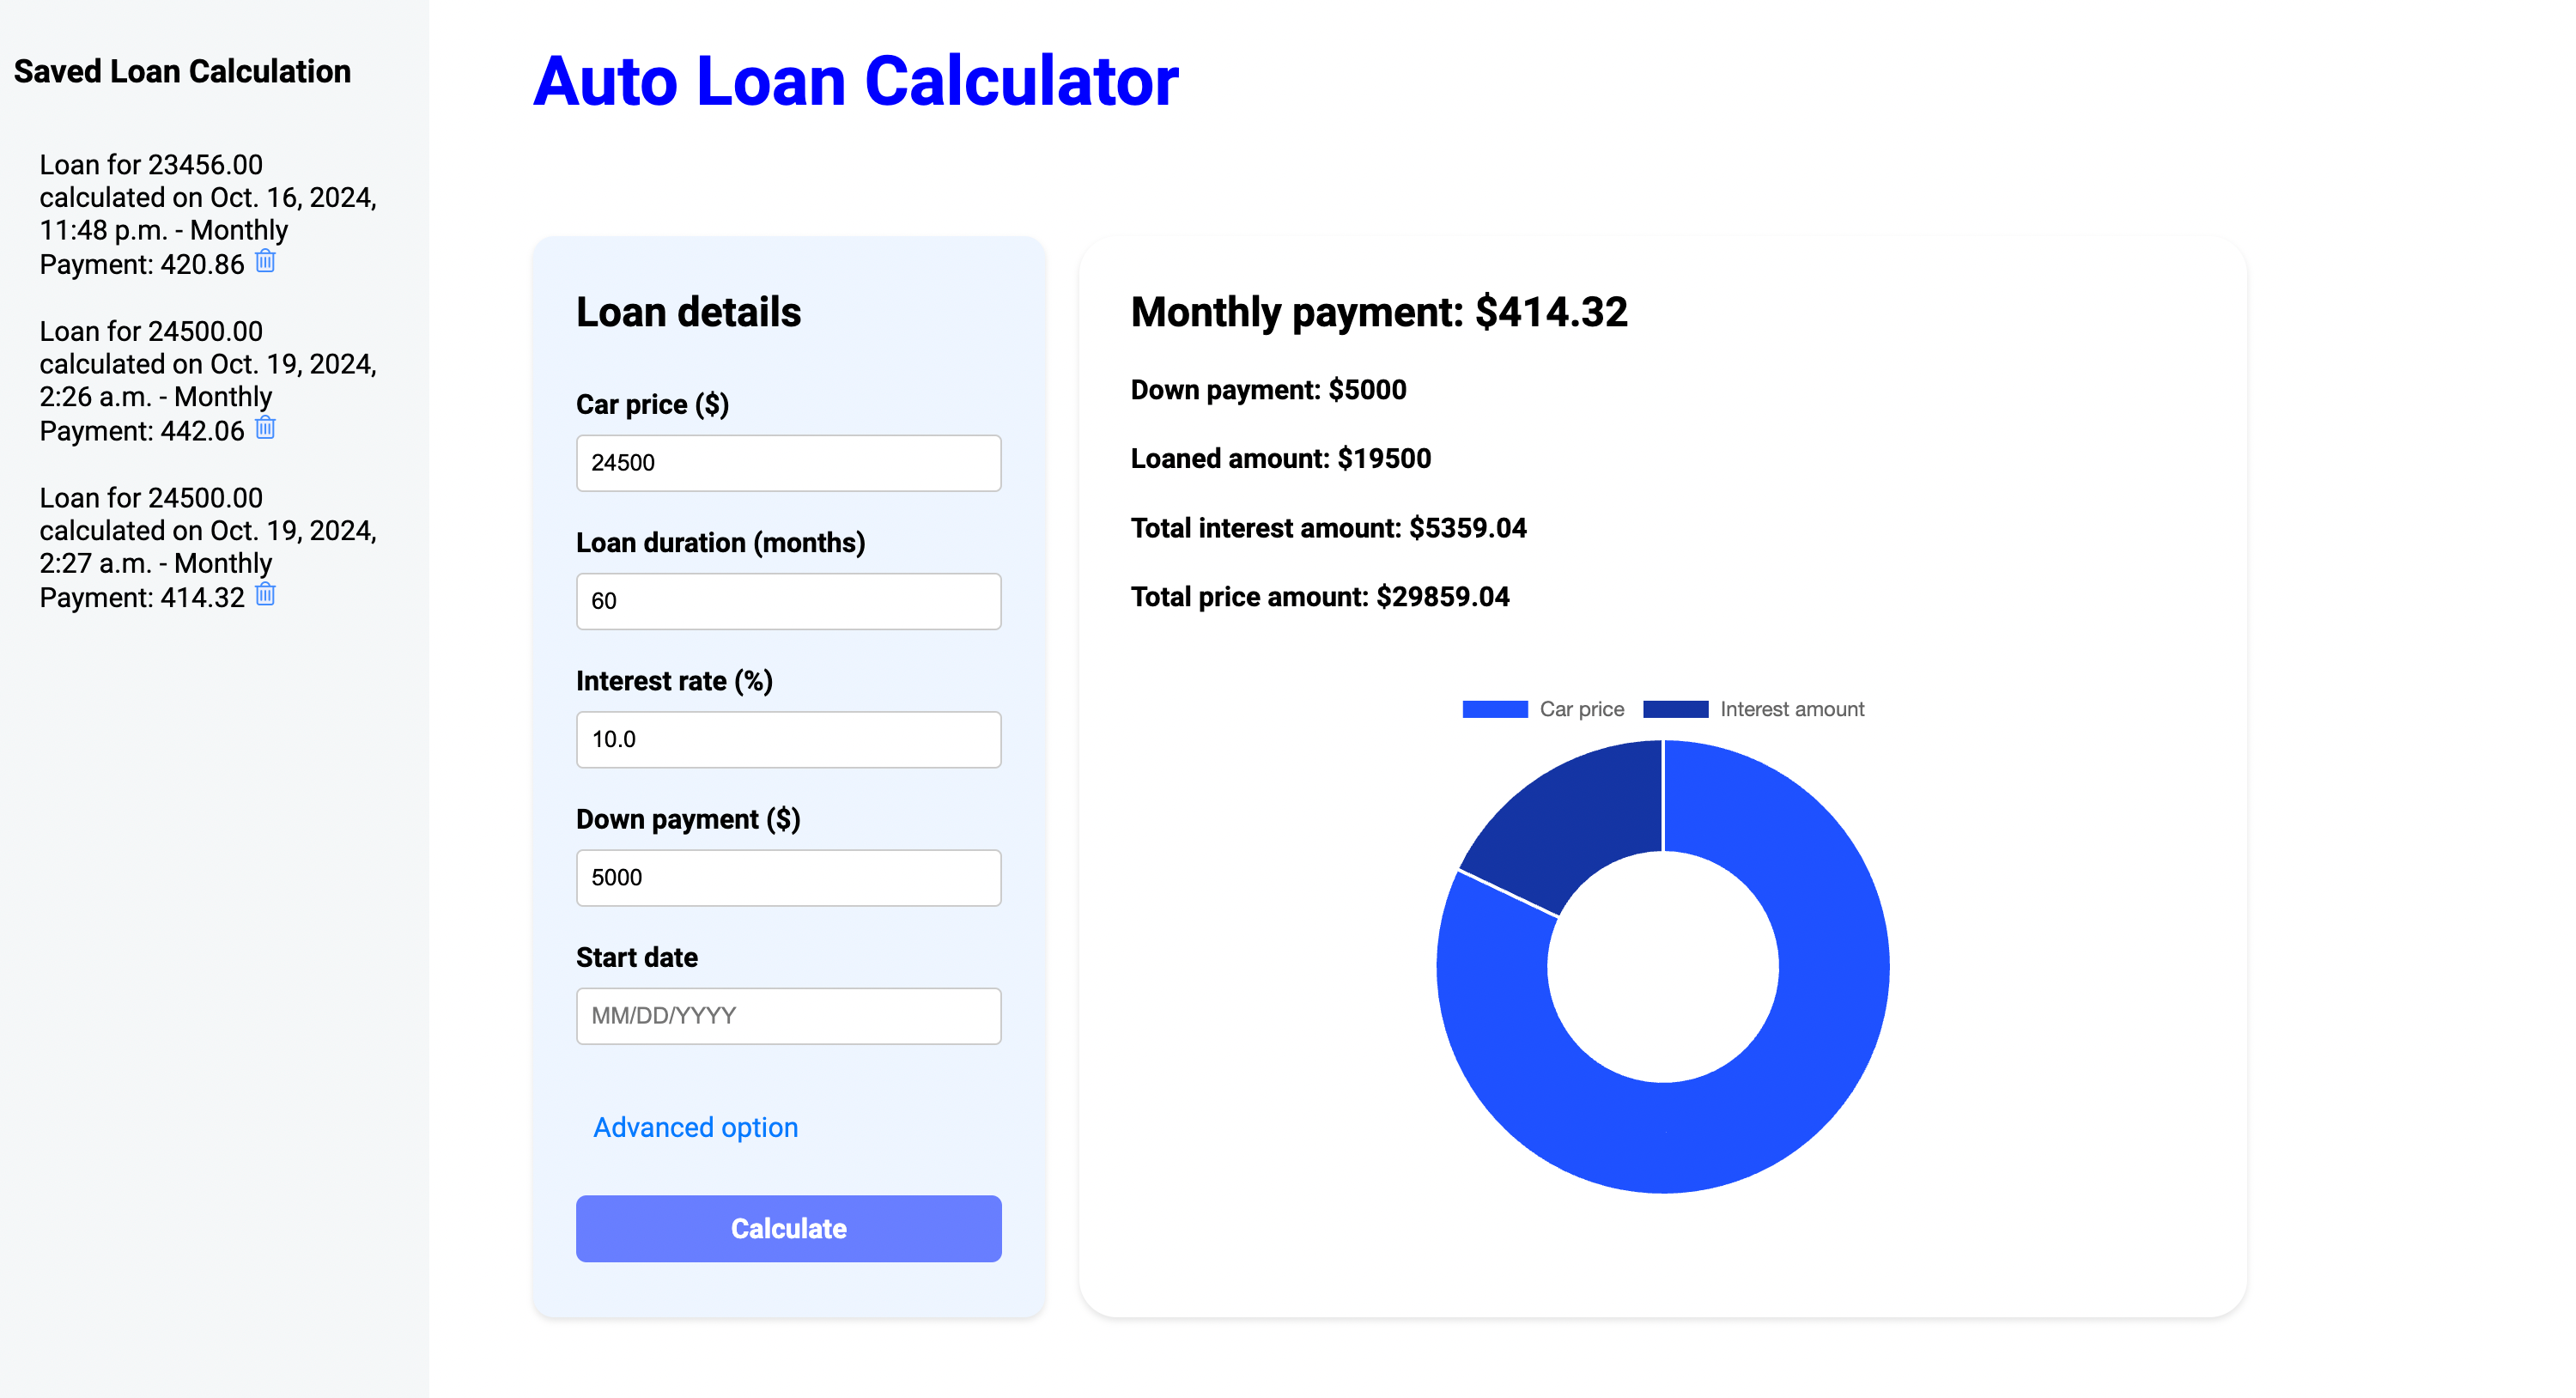 Saved Loan Calculation
Loan for 23456.00
calculated on Oct. 16, 2024,
11:48 p.m. - Monthly
Payment: 420.86
Loan for 24500.00
calculated on Oct. 19, 2024,
2:26 a.m. - Monthly
Payment: 442.06
Loan for 24500.00
calculated on Oct. 19, 2024,
2:27 a.m. - Monthly
Payment: 414.32
Auto Loan Calculator
Loan details
Car price ($)
24500
Loan duration (months)
60
Interest rate (%)
10.0
Down payment ($)
5000
Start date
MM/DD/YYYY
Advanced option
Calculate
Monthly payment: $414.32
Down payment: $5000
Loaned amount: $19500
Total interest amount: $5359.04
Total price amount: $29859.04
Car price Interest amount